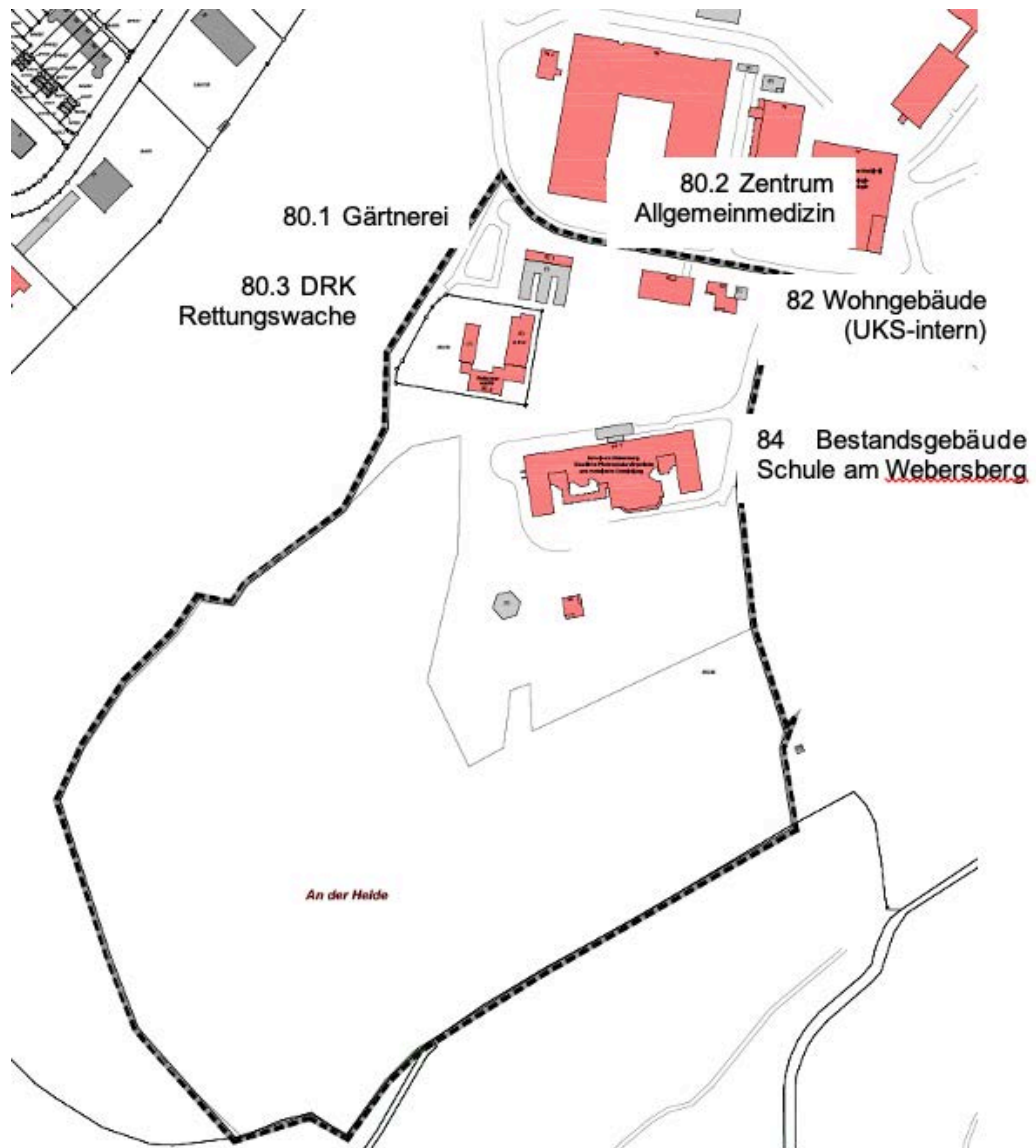 80.2 Zentrum
Allgemeinmedizin
80.1 Gärtnerei
80.3 DRK
Rettungswache
82 Wohngebäude
(UKS-intern)
84 Bestandsgebäude
Schule am Webersberg
An der Heide